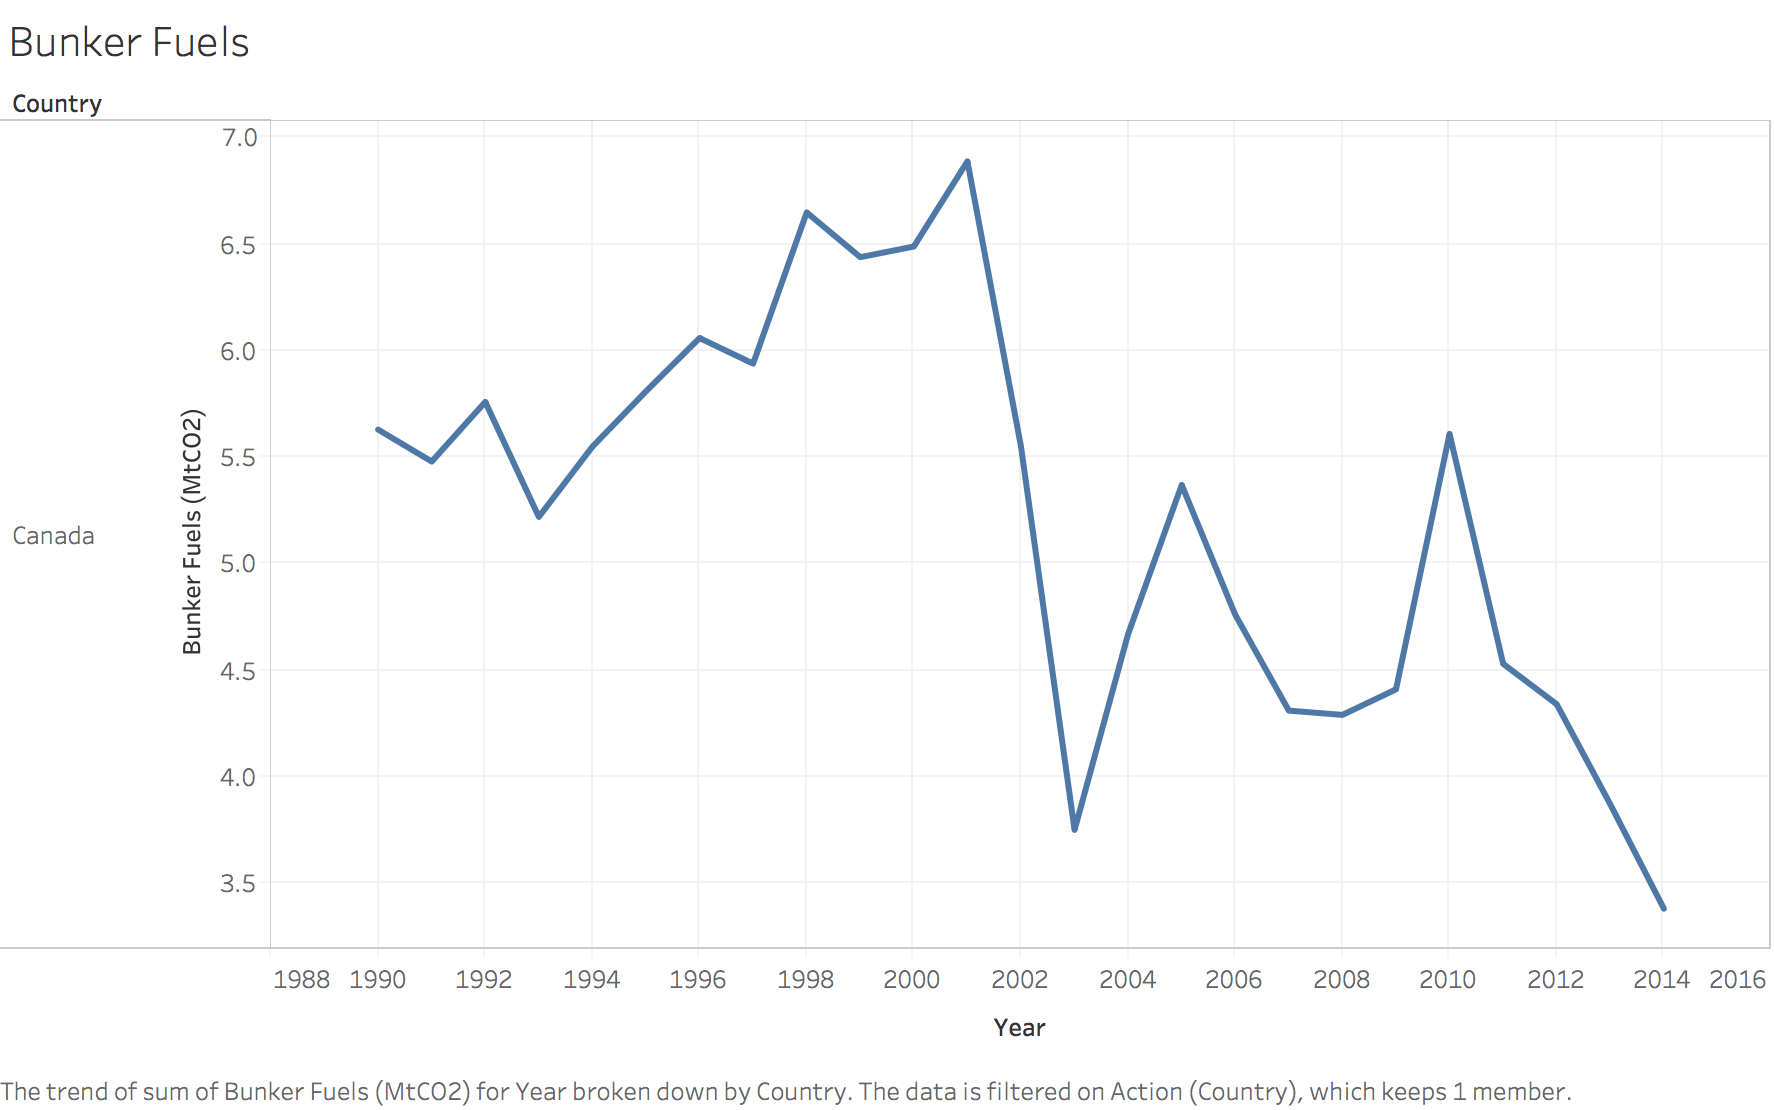 Bunker Fuels
Country
Canada
Bunker Fuels (MtCO2)
7.0
6.5
6.0
5.5
5.0
4.5
4.0
3.5
1988 1990 1992 1994 1996 1998 2000 2002 2004 2006 2008 2010 2012 2014 2016
Year
The trend of sum of Bunker Fuels (MtCO2) for Year broken down by Country. The data is filtered on Action (Country), which keeps 1 member.